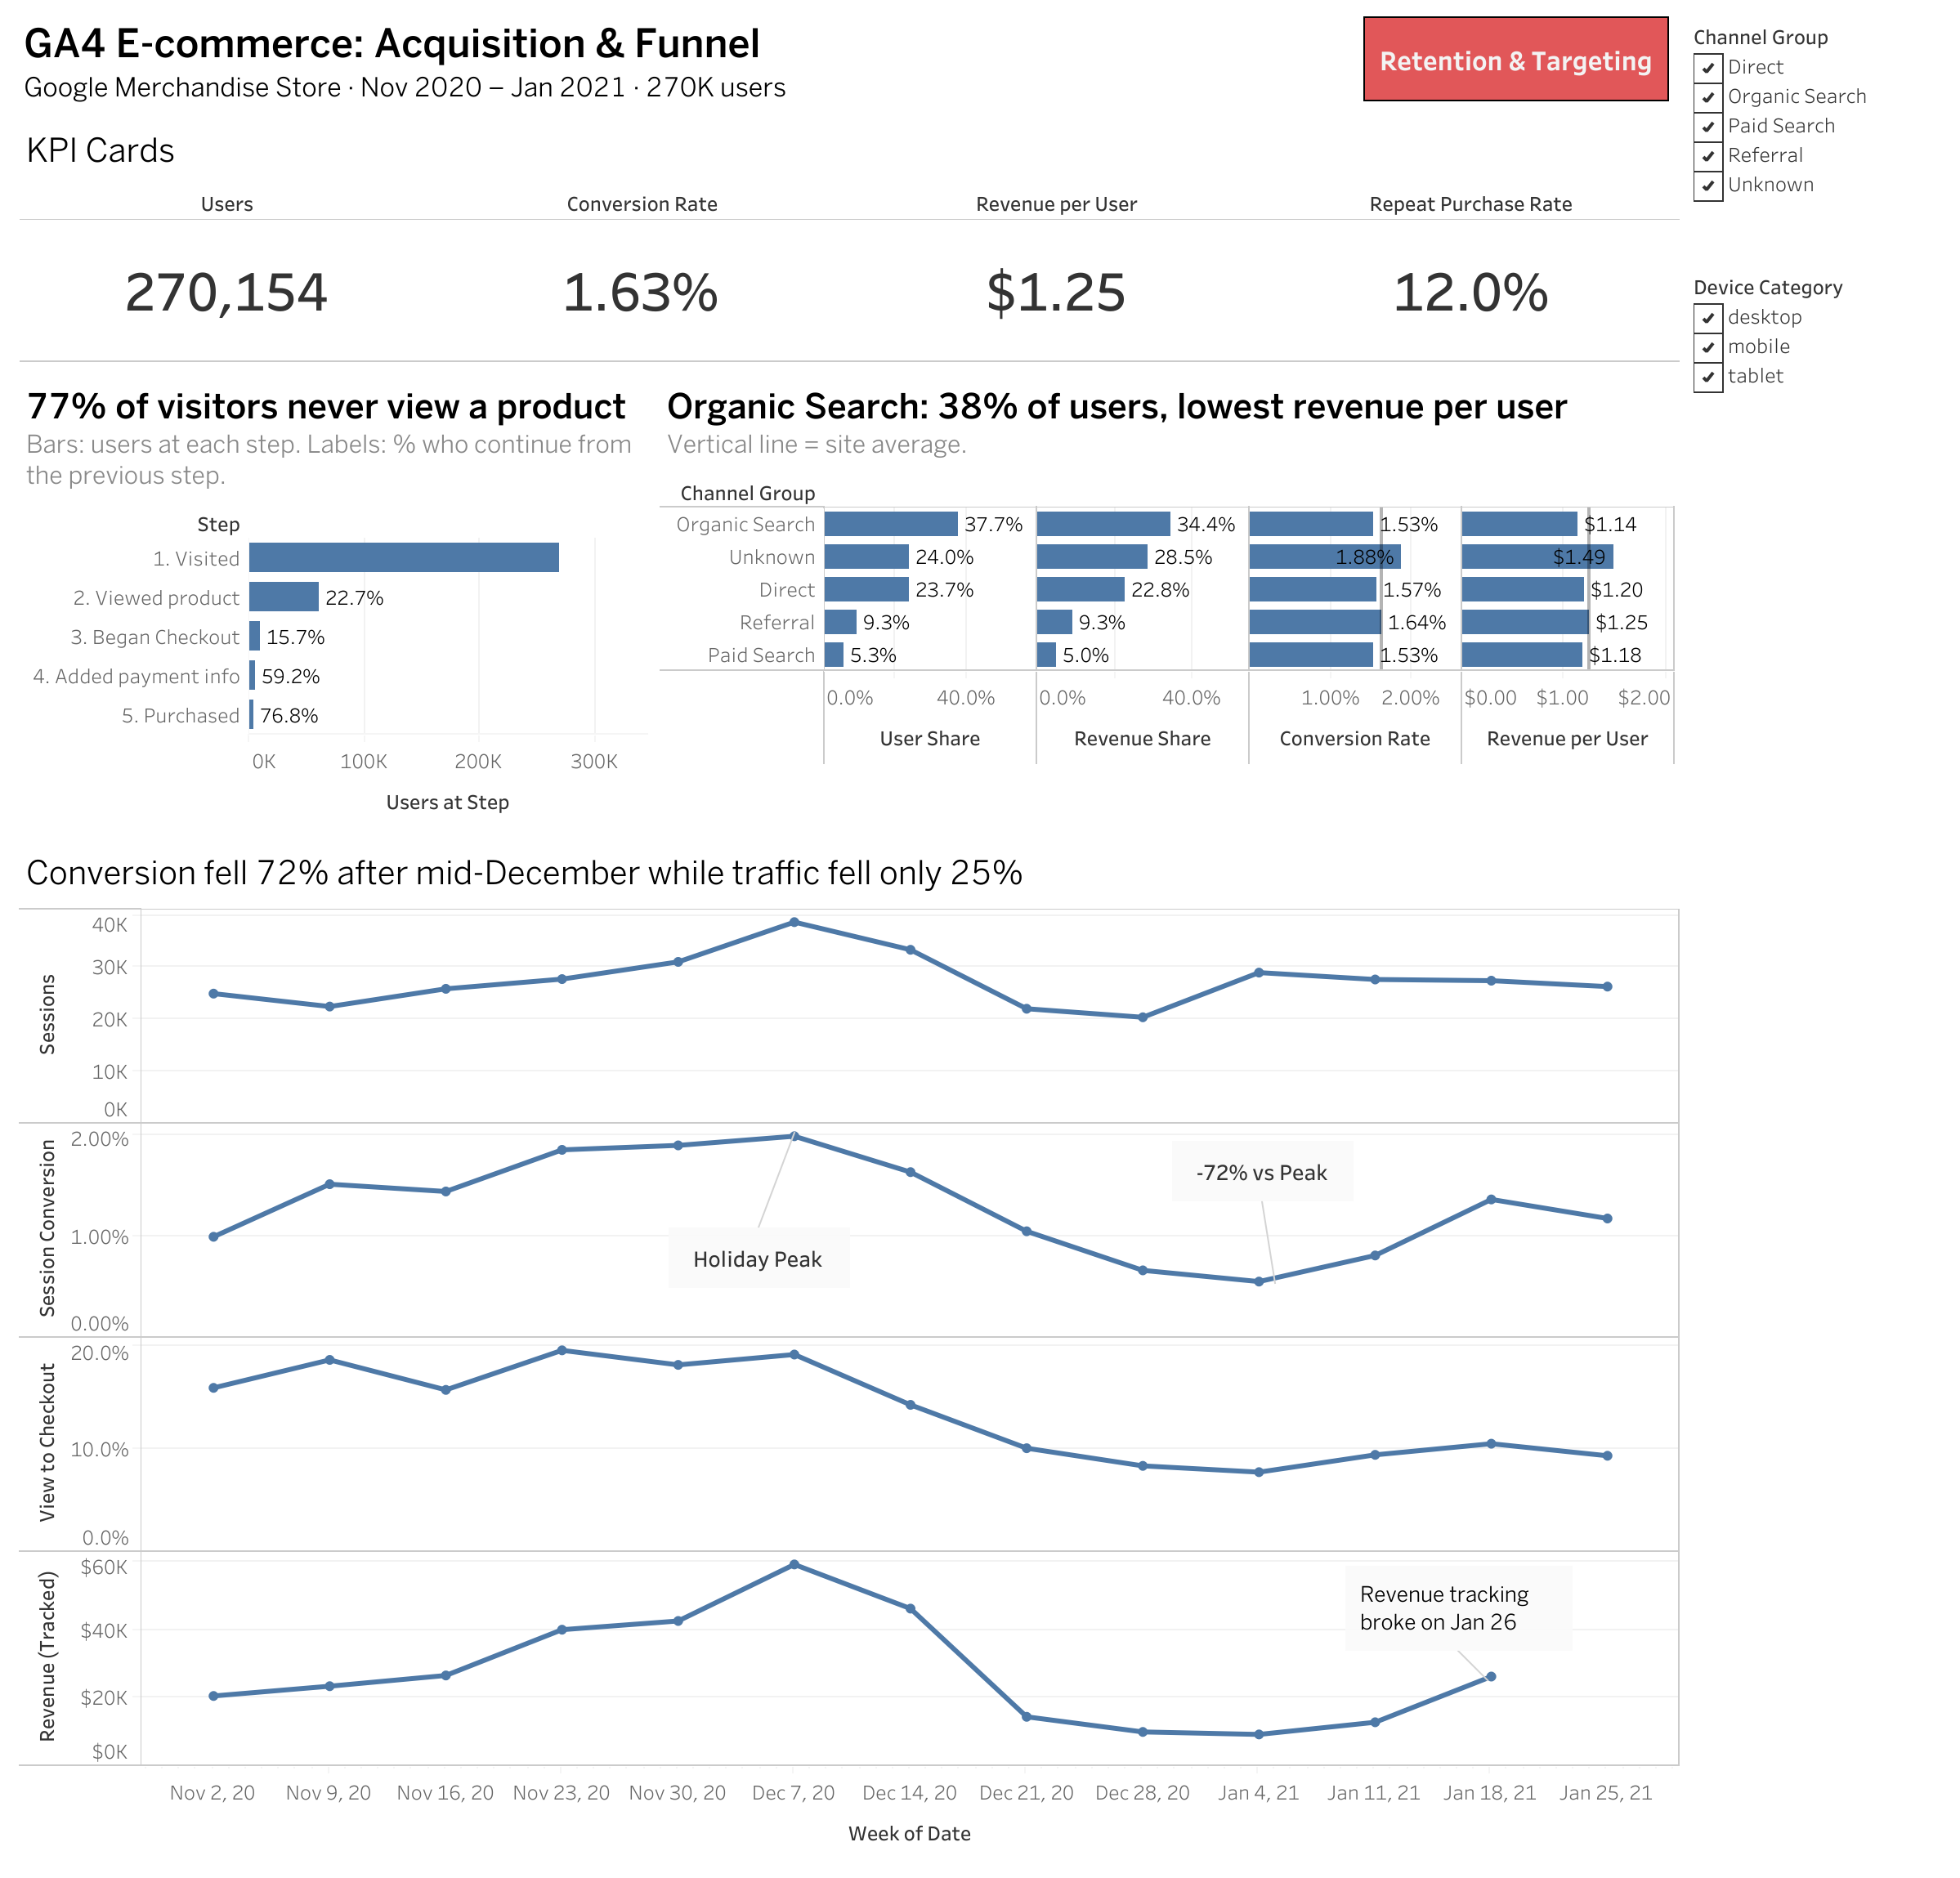 GA4 E-commerce: Acquisition & Funnel
Google Merchandise Store · Nov 2020 – Jan 2021 · 270K users
Retention & Targeting
Channel Group
Direct
Organic Search
Paid Search
Referral
Unknown
Device Category
desktop
mobile
tablet
KPI Cards
Users
Conversion Rate
Revenue per User
Repeat Purchase Rate
270,154
1.63%
$1.25
12.0%
77% of visitors never view a product
Bars: users at each step. Labels: % who continue from
the previous step.
Step
1. Visited
2. Viewed product 22.7%
3. Began Checkout 15.7%
4. Added payment info 59.2%
5. Purchased 76.8%
0K 100K 200K 300K
Users at Step
Organic Search: 38% of users, lowest revenue per user
Vertical line = site average.
Channel Group
Organic Search 37.7% 34.4% 1.53% $1.14
Unknown 24.0% 28.5% 1.88% $1.49
Direct 23.7% 22.8% 1.57% $1.20
Referral 9.3% 9.3% 1.64% $1.25
Paid Search 5.3% 5.0% 1.53% $1.18
0.0% 40.0% 0.0% 40.0% 1.00% 2.00% $0.00 $1.00 $2.00
User Share Revenue Share Conversion Rate Revenue per User
Conversion fell 72% after mid-December while traffic fell only 25%
Sessions
40K
30K
20K
10K
0K
Session Conversion
2.00%
1.00%
0.00%
Holiday Peak
-72% vs Peak
View to Checkout
20.0%
10.0%
0.0%
Revenue (Tracked)
$60K
$40K
$20K
$0K
Revenue tracking
broke on Jan 26
Nov 2, 20 Nov 9, 20 Nov 16, 20 Nov 23, 20 Nov 30, 20 Dec 7, 20 Dec 14, 20 Dec 21, 20 Dec 28, 20 Jan 4, 21 Jan 11, 21 Jan 18, 21 Jan 25, 21
Week of Date